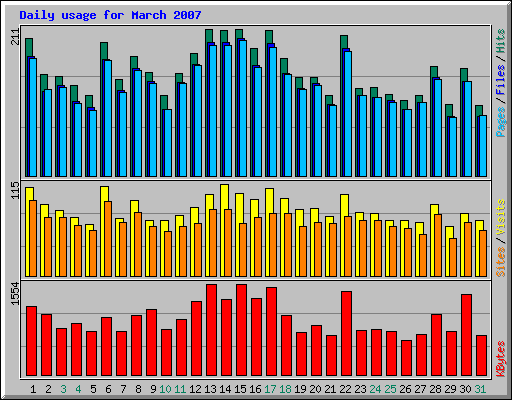 Daily usage for March 2007
211
Pages / Files / Hits
115
Sites / Visits
1554
KBytes
1 2 3 4 5 6 7 8 9 10 11 12 13 14 15 16 17 18 19 20 21 22 23 24 25 26 27 28 29 30 31